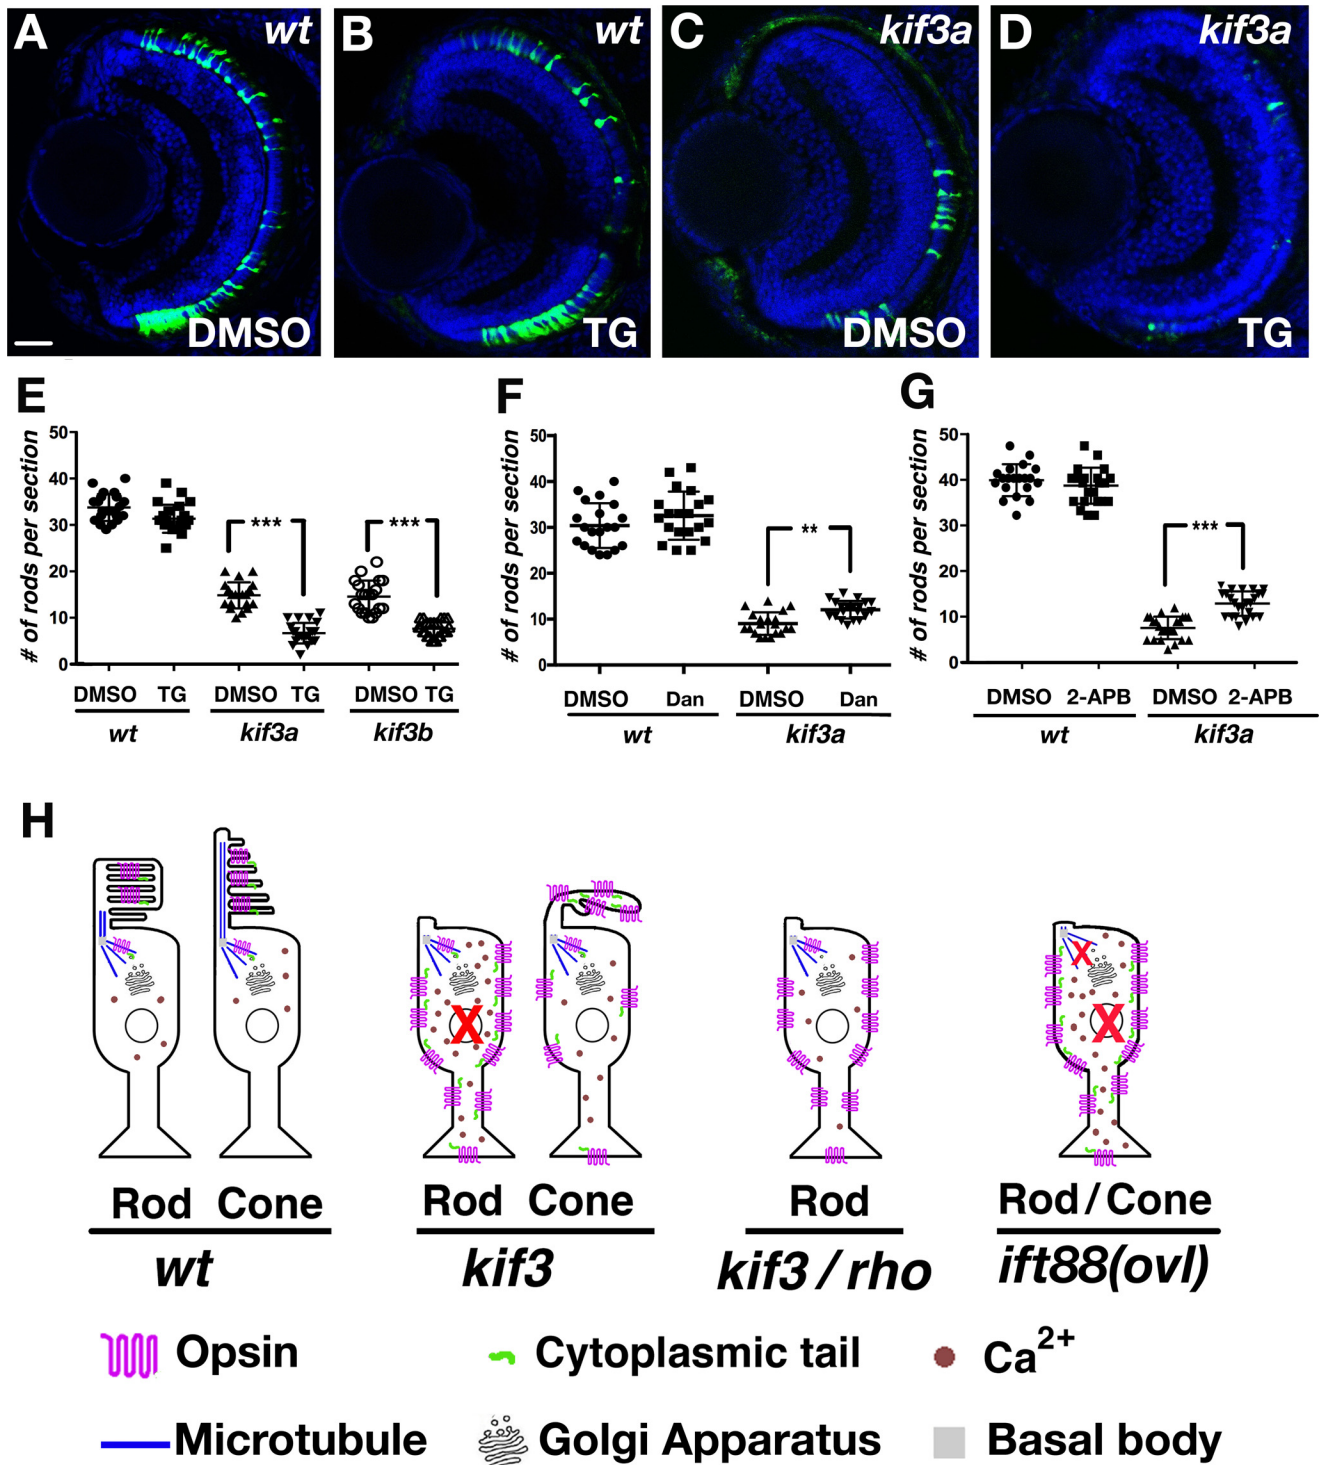 A wt DMSO
B wt TG
C kif3a DMSO
D kif3a TG
E
# of rods per section
50
40
30
20
10
0
*** ***
DMSO TG DMSO TG DMSO TG
wt kif3a kif3b
F
# of rods per section
50
40
30
20
10
0
**
DMSO Dan DMSO Dan
wt kif3a
G
# of rods per section
50
40
30
20
10
0
***
DMSO 2-APB DMSO 2-APB
wt kif3a
H
X X X
Rod Cone Rod Cone Rod Rod / Cone
wt kif3 kif3 / rho ift88(ovl)
Opsin Cytoplasmic tail Ca2+
Microtubule Golgi Apparatus Basal body